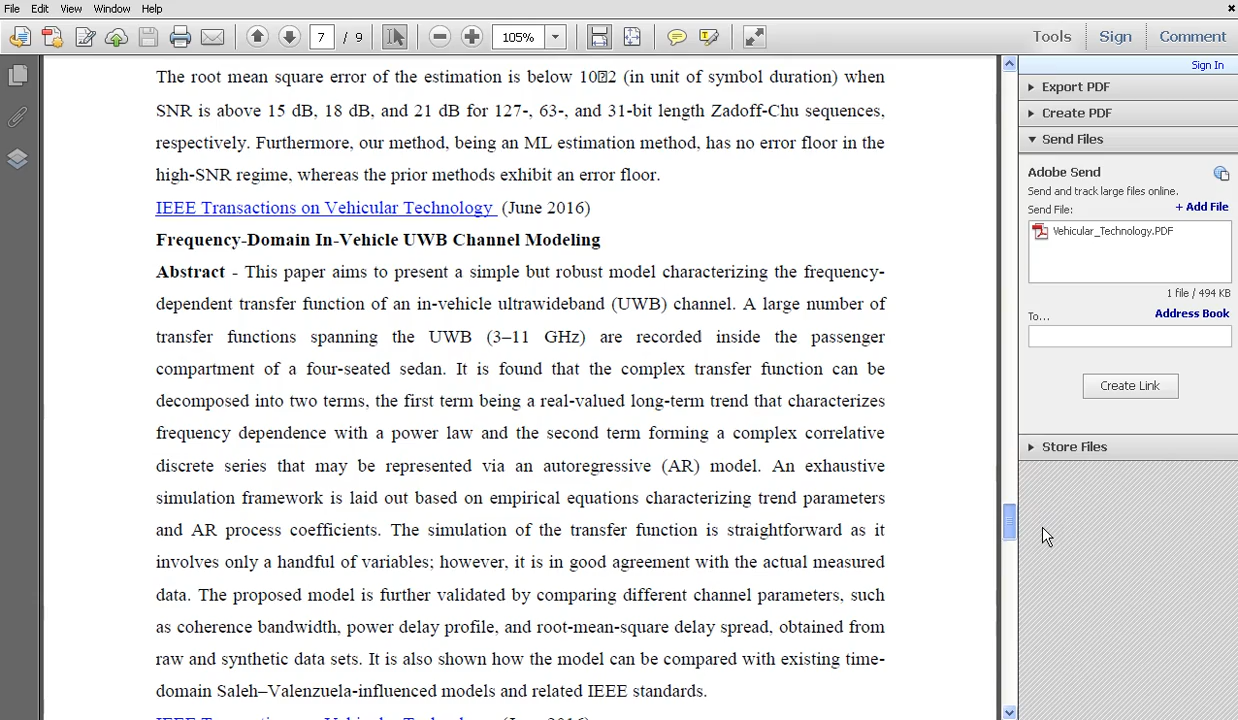 File Edit View Window Help
7 / 9 105% Tools Sign Comment
Sign In
The root mean square error of the estimation is below 10⍰2 (in unit of symbol duration) when
SNR is above 15 dB, 18 dB, and 21 dB for 127-, 63-, and 31-bit length Zadoff-Chu sequences,
respectively. Furthermore, our method, being an ML estimation method, has no error floor in the
high-SNR regime, whereas the prior methods exhibit an error floor.
IEEE Transactions on Vehicular Technology (June 2016)
Frequency-Domain In-Vehicle UWB Channel Modeling
Abstract - This paper aims to present a simple but robust model characterizing the frequency-
dependent transfer function of an in-vehicle ultrawideband (UWB) channel. A large number of
transfer functions spanning the UWB (3–11 GHz) are recorded inside the passenger
compartment of a four-seated sedan. It is found that the complex transfer function can be
decomposed into two terms, the first term being a real-valued long-term trend that characterizes
frequency dependence with a power law and the second term forming a complex correlative
discrete series that may be represented via an autoregressive (AR) model. An exhaustive
simulation framework is laid out based on empirical equations characterizing trend parameters
and AR process coefficients. The simulation of the transfer function is straightforward as it
involves only a handful of variables; however, it is in good agreement with the actual measured
data. The proposed model is further validated by comparing different channel parameters, such
as coherence bandwidth, power delay profile, and root-mean-square delay spread, obtained from
raw and synthetic data sets. It is also shown how the model can be compared with existing time-
domain Saleh–Valenzuela-influenced models and related IEEE standards.
IEEE Transactions on Vehicular Technology (June 2016)
Export PDF
Create PDF
Send Files
Adobe Send
Send and track large files online.
Send File: + Add File
Vehicular_Technology.PDF
1 file / 494 KB
To... Address Book
Create Link
Store Files